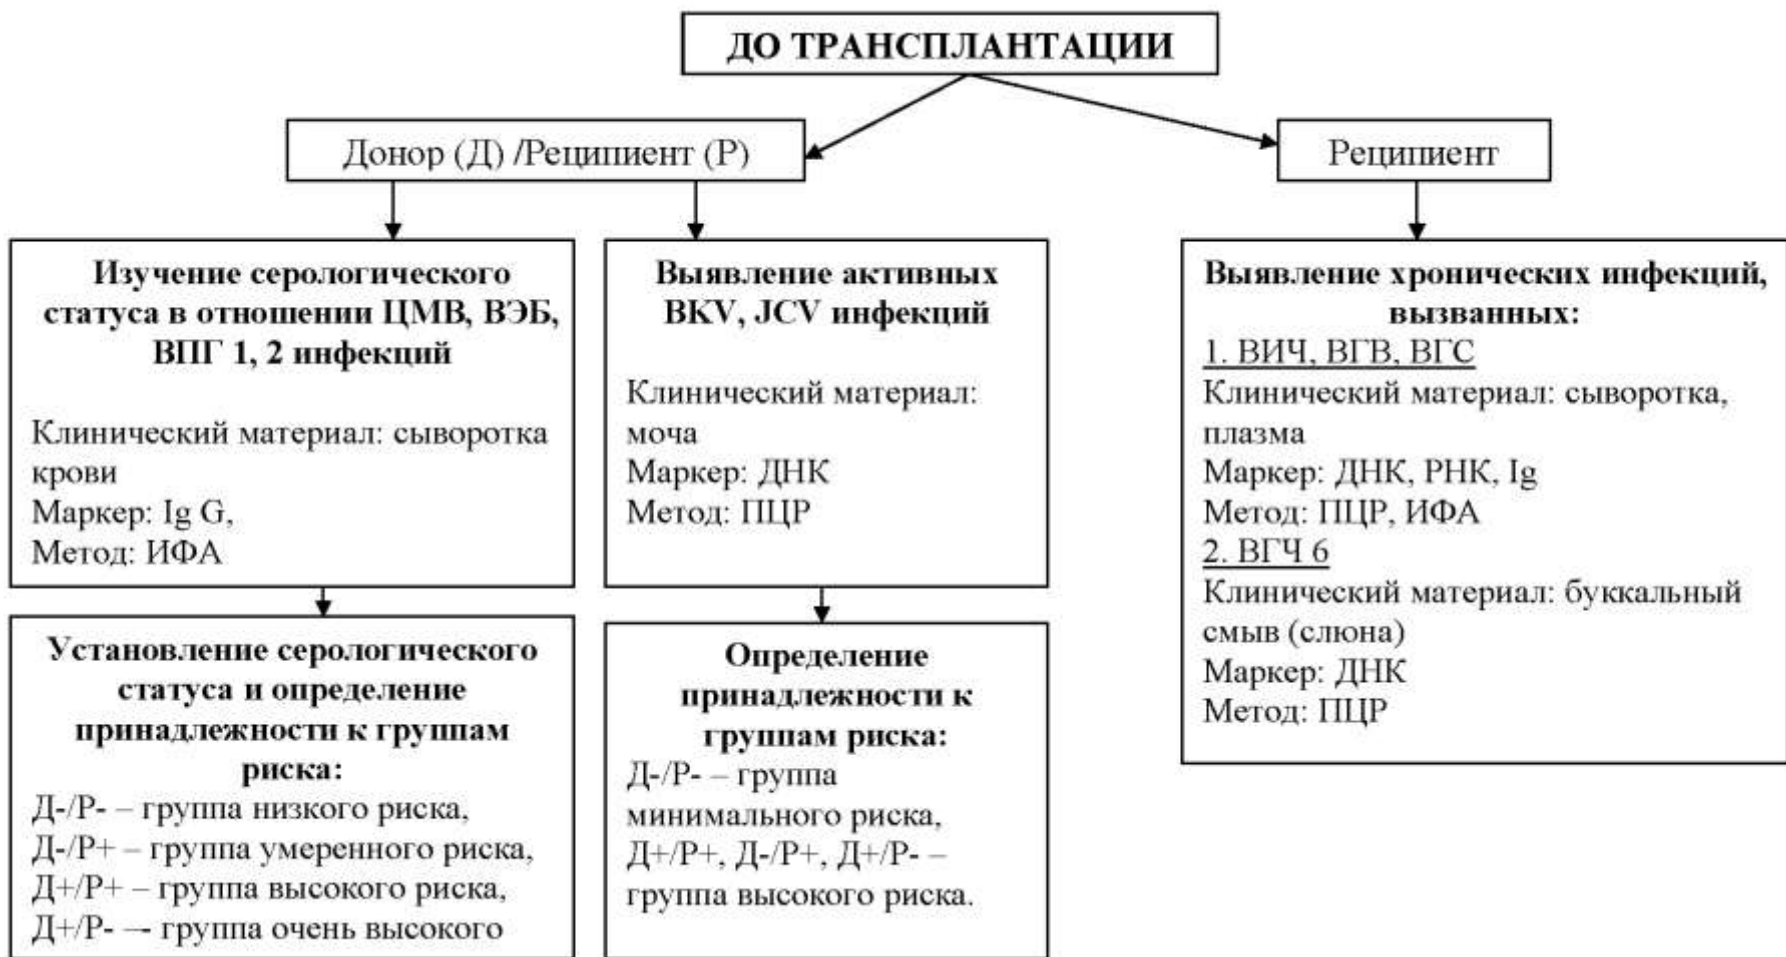 ДО ТРАНСПЛАНТАЦИИ
Донор (Д) /Реципиент (Р)
Реципиент
Изучение серологического
статуса в отношении ЦМВ, ВЭБ,
ВПГ 1, 2 инфекций
Клинический материал: сыворотка
крови
Маркер: Ig G,
Метод: ИФА
Выявление активных
BKV, JCV инфекций
Клинический материал:
моча
Маркер: ДНК
Метод: ПЦР
Выявление хронических инфекций,
вызванных:
1. ВИЧ, ВГВ, ВГС
Клинический материал: сыворотка,
плазма
Маркер: ДНК, РНК, Ig
Метод: ПЦР, ИФА
2. ВГЧ 6
Клинический материал: буккальный
смыв (слюна)
Маркер: ДНК
Метод: ПЦР
Установление серологического
статуса и определение
принадлежности к группам
риска:
Д-/Р- – группа низкого риска,
Д-/Р+ – группа умеренного риска,
Д+/Р+ – группа высокого риска,
Д+/Р- –- группа очень высокого
Определение
принадлежности к
группам риска:
Д-/Р- – группа
минимального риска,
Д+/Р+, Д-/Р+, Д+/Р- –
группа высокого риска.